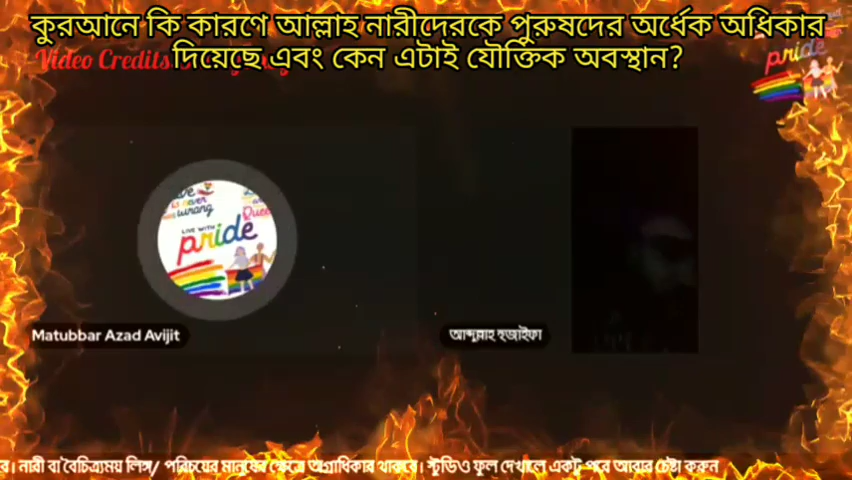 কুরআনে কি কারণে আল্লাহ নারীদেরকে পুরুষদের অর্ধেক অধিকার
দিয়েছে এবং কেন এটাই যৌক্তিক অবস্থান?
Video Credits
pride
LIVE WITH
pride
Matubbar Azad Avijit
আব্দুল্লাহ হুজাইফা
নারী বা বৈচিত্র্যময় লিঙ্গ/ পরিচয়ের মানুষের ক্ষেত্রে অগ্রাধিকার থাকবে। স্টুডিও ফুল দেখালে একটু পরে আবার চেষ্টা করুন